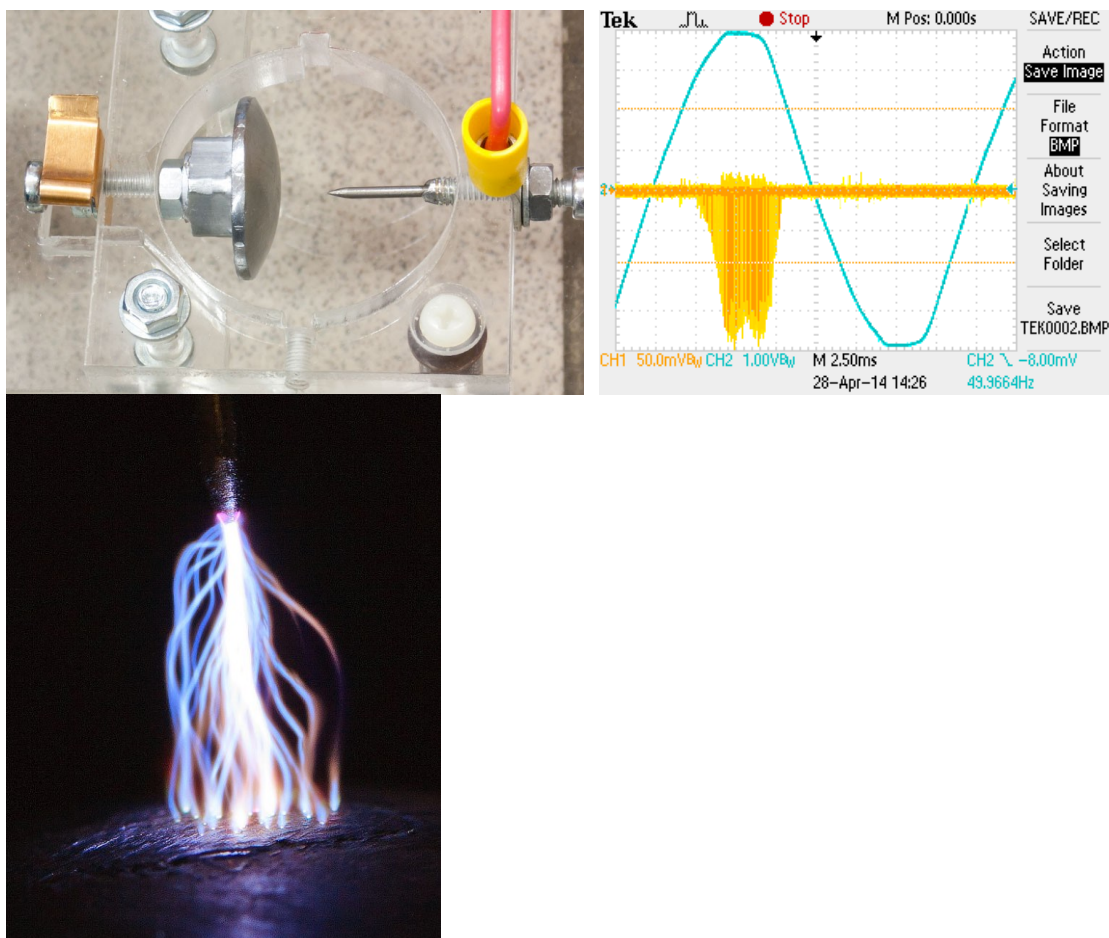 Tek Stop M Pos: 0.000s SAVE/REC
Action
Save Image
File
Format
BMP
About
Saving
Images
Select
Folder
Save
TEK0002.BMP
2
CH1 50.0mVBW CH2 1.00VBW M 2.50ms CH2 -8.00mV
28-Apr-14 14:26 49.9664Hz